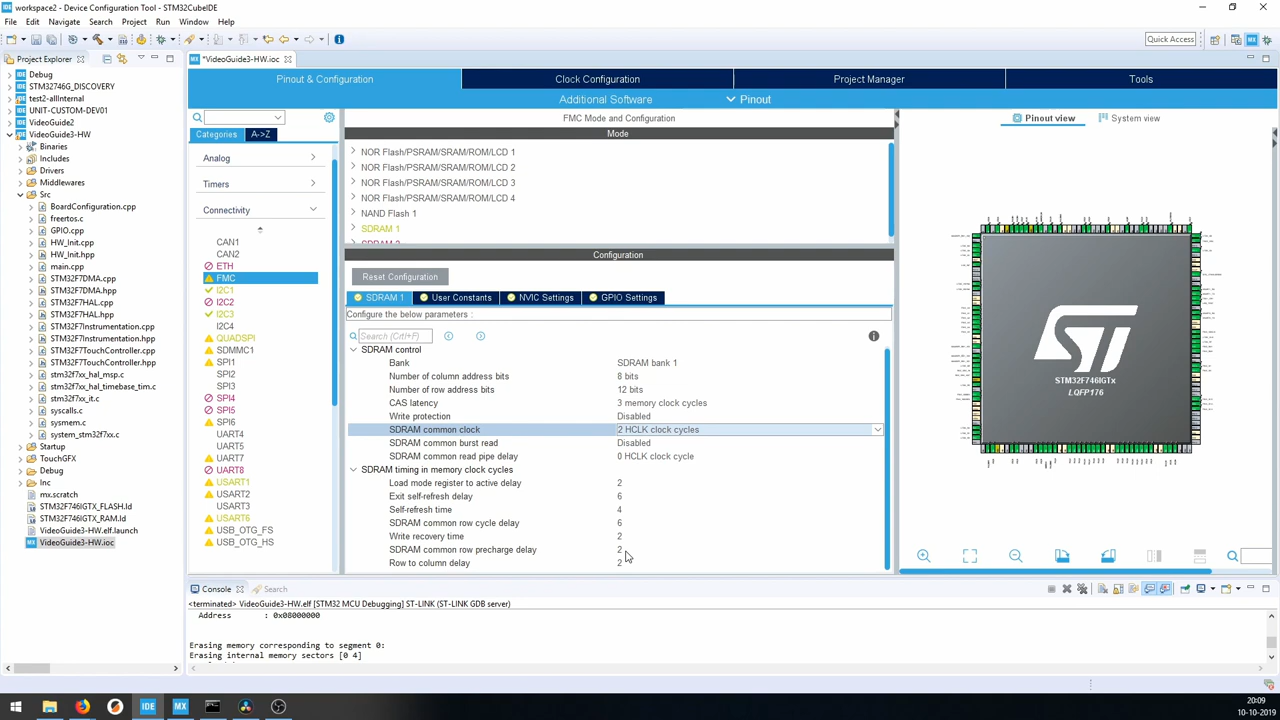 workspace2 - Device Configuration Tool - STM32CubeIDE
File Edit Navigate Search Project Run Window Help
Quick Access
Project Explorer
*VideoGuide3-HW.ioc
Debug
STM32746G_DISCOVERY
test2-allInternal
UNIT-CUSTOM-DEV01
VideoGuide2
VideoGuide3-HW
Binaries
Includes
Drivers
Middlewares
Src
BoardConfiguration.cpp
freertos.c
GPIO.cpp
HW_Init.cpp
HW_Init.hpp
main.cpp
STM32F7DMA.cpp
STM32F7DMA.hpp
STM32F7HAL.cpp
STM32F7HAL.hpp
STM32F7Instrumentation.cpp
STM32F7Instrumentation.hpp
STM32F7TouchController.cpp
STM32F7TouchController.hpp
stm32f7xx_hal_msp.c
stm32f7xx_hal_timebase_tim.c
stm32f7xx_it.c
syscalls.c
sysmem.c
system_stm32f7xx.c
Startup
TouchGFX
Debug
Inc
mx.scratch
STM32F746IGTX_FLASH.ld
STM32F746IGTX_RAM.ld
VideoGuide3-HW.elf.launch
VideoGuide3-HW.ioc
Pinout & Configuration
Clock Configuration
Project Manager
Tools
Additional Software
Pinout
Categories A->Z
Analog
Timers
Connectivity
CAN1
CAN2
ETH
FMC
I2C1
I2C2
I2C3
I2C4
QUADSPI
SDMMC1
SPI1
SPI2
SPI3
SPI4
SPI5
SPI6
UART4
UART5
UART7
UART8
USART1
USART2
USART3
USART6
USB_OTG_FS
USB_OTG_HS
FMC Mode and Configuration
Mode
NOR Flash/PSRAM/SRAM/ROM/LCD 1
NOR Flash/PSRAM/SRAM/ROM/LCD 2
NOR Flash/PSRAM/SRAM/ROM/LCD 3
NOR Flash/PSRAM/SRAM/ROM/LCD 4
NAND Flash 1
SDRAM 1
SDRAM 2
Configuration
Reset Configuration
SDRAM 1 User Constants NVIC Settings GPIO Settings
Configure the below parameters :
Search (Crtl+F)
SDRAM control
Bank SDRAM bank 1
Number of column address bits 8 bits
Number of row address bits 12 bits
CAS latency 3 memory clock cycles
Write protection Disabled
SDRAM common clock 2 HCLK clock cycles
SDRAM common burst read Disabled
SDRAM common read pipe delay 0 HCLK clock cycle
SDRAM timing in memory clock cycles
Load mode register to active delay 2
Exit self-refresh delay 6
Self-refresh time 4
SDRAM common row cycle delay 6
Write recovery time 2
SDRAM common row precharge delay 2
Row to column delay 2
Pinout view System view
ST
STM32F746IGTx
LQFP176
Console Search
<terminated> VideoGuide3-HW.elf [STM32 MCU Debugging] ST-LINK (ST-LINK GDB server)
Address : 0x08000000
Erasing memory corresponding to segment 0:
Erasing internal memory sectors [0 4]
IDE
MX
20:09
10-10-2019